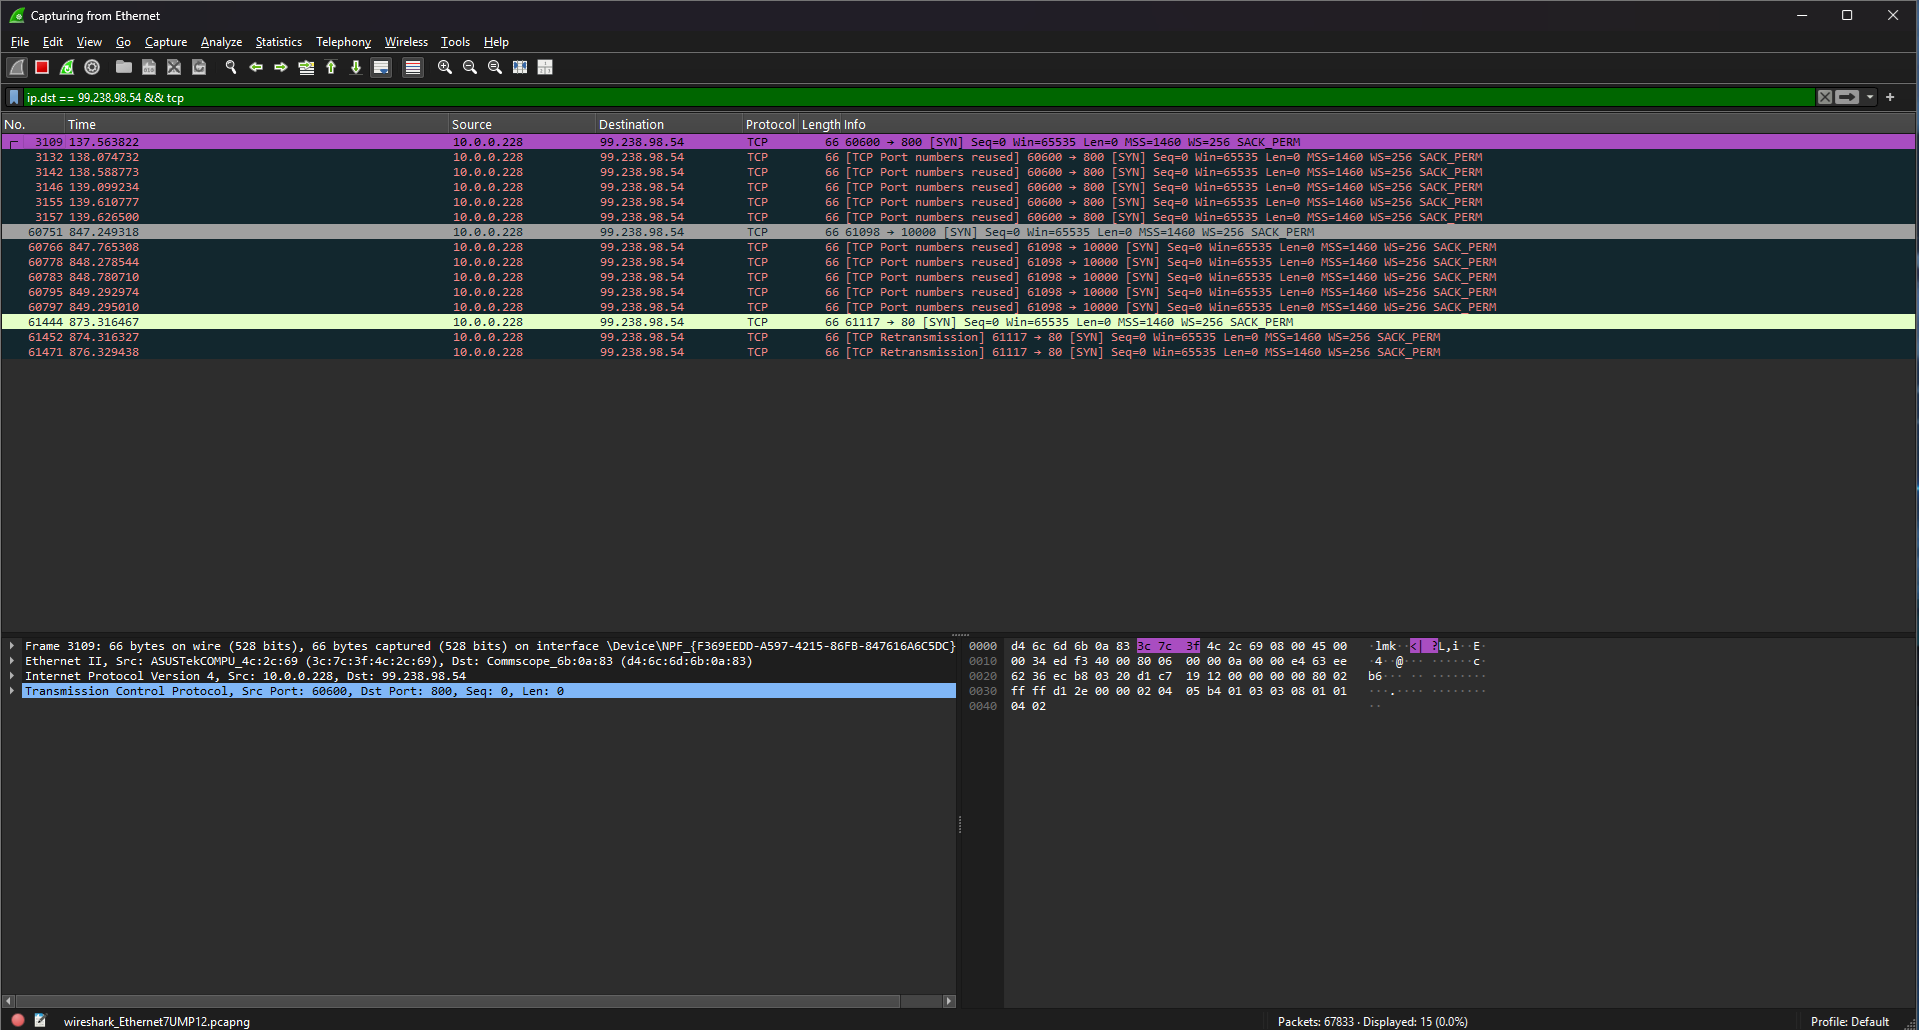 Capturing from Ethernet
File Edit View Go Capture Analyze Statistics Telephony Wireless Tools Help
ip.dst == 99.238.98.54 && tcp
No. Time Source Destination Protocol Length Info
3109 137.563822 10.0.0.228 99.238.98.54 TCP 66 60600 → 800 [SYN] Seq=0 Win=65535 Len=0 MSS=1460 WS=256 SACK_PERM
3132 138.074732 10.0.0.228 99.238.98.54 TCP 66 [TCP Port numbers reused] 60600 → 800 [SYN] Seq=0 Win=65535 Len=0 MSS=1460 WS=256 SACK_PERM
3142 138.588773 10.0.0.228 99.238.98.54 TCP 66 [TCP Port numbers reused] 60600 → 800 [SYN] Seq=0 Win=65535 Len=0 MSS=1460 WS=256 SACK_PERM
3146 139.099234 10.0.0.228 99.238.98.54 TCP 66 [TCP Port numbers reused] 60600 → 800 [SYN] Seq=0 Win=65535 Len=0 MSS=1460 WS=256 SACK_PERM
3155 139.610777 10.0.0.228 99.238.98.54 TCP 66 [TCP Port numbers reused] 60600 → 800 [SYN] Seq=0 Win=65535 Len=0 MSS=1460 WS=256 SACK_PERM
3157 139.626500 10.0.0.228 99.238.98.54 TCP 66 [TCP Port numbers reused] 60600 → 800 [SYN] Seq=0 Win=65535 Len=0 MSS=1460 WS=256 SACK_PERM
60751 847.249318 10.0.0.228 99.238.98.54 TCP 66 61098 → 10000 [SYN] Seq=0 Win=65535 Len=0 MSS=1460 WS=256 SACK_PERM
60766 847.765308 10.0.0.228 99.238.98.54 TCP 66 [TCP Port numbers reused] 61098 → 10000 [SYN] Seq=0 Win=65535 Len=0 MSS=1460 WS=256 SACK_PERM
60778 848.278544 10.0.0.228 99.238.98.54 TCP 66 [TCP Port numbers reused] 61098 → 10000 [SYN] Seq=0 Win=65535 Len=0 MSS=1460 WS=256 SACK_PERM
60783 848.780710 10.0.0.228 99.238.98.54 TCP 66 [TCP Port numbers reused] 61098 → 10000 [SYN] Seq=0 Win=65535 Len=0 MSS=1460 WS=256 SACK_PERM
60795 849.292974 10.0.0.228 99.238.98.54 TCP 66 [TCP Port numbers reused] 61098 → 10000 [SYN] Seq=0 Win=65535 Len=0 MSS=1460 WS=256 SACK_PERM
60797 849.295010 10.0.0.228 99.238.98.54 TCP 66 [TCP Port numbers reused] 61098 → 10000 [SYN] Seq=0 Win=65535 Len=0 MSS=1460 WS=256 SACK_PERM
61444 873.316467 10.0.0.228 99.238.98.54 TCP 66 61117 → 80 [SYN] Seq=0 Win=65535 Len=0 MSS=1460 WS=256 SACK_PERM
61452 874.316327 10.0.0.228 99.238.98.54 TCP 66 [TCP Retransmission] 61117 → 80 [SYN] Seq=0 Win=65535 Len=0 MSS=1460 WS=256 SACK_PERM
61471 876.329438 10.0.0.228 99.238.98.54 TCP 66 [TCP Retransmission] 61117 → 80 [SYN] Seq=0 Win=65535 Len=0 MSS=1460 WS=256 SACK_PERM
Frame 3109: 66 bytes on wire (528 bits), 66 bytes captured (528 bits) on interface \Device\NPF_{F369EEDD-A597-4215-86FB-847616A6C5DC}
Ethernet II, Src: ASUSTekCOMPU_4c:2c:69 (3c:7c:3f:4c:2c:69), Dst: Commscope_6b:0a:83 (d4:6c:6d:6b:0a:83)
Internet Protocol Version 4, Src: 10.0.0.228, Dst: 99.238.98.54
Transmission Control Protocol, Src Port: 60600, Dst Port: 800, Seq: 0, Len: 0
0000 d4 6c 6d 6b 0a 83 3c 7c 3f 4c 2c 69 08 00 45 00 ·lmk··<| ?L,i··E·
0010 00 34 ed f3 40 00 80 06 00 00 0a 00 00 e4 63 ee ·4··@··· ······c·
0020 62 36 ec b8 03 20 d1 c7 19 12 00 00 00 00 80 02 b6··· ·· ········
0030 ff ff d1 2e 00 00 02 04 05 b4 01 03 03 08 01 01 ···.···· ········
0040 04 02 ··
wireshark_Ethernet7UMP12.pcapng
Packets: 67833 · Displayed: 15 (0.0%)
Profile: Default